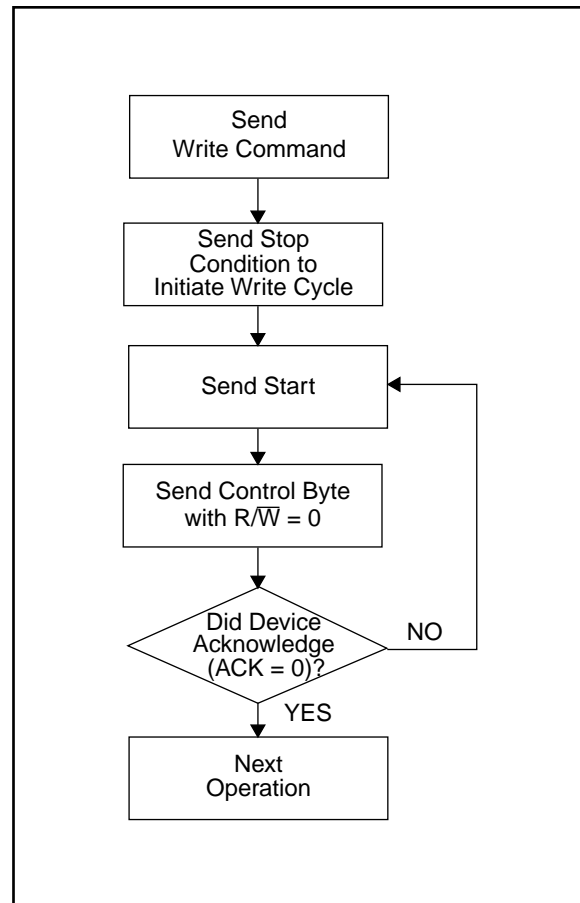 Send
Write Command
Send Stop
Condition to
Initiate Write Cycle
Send Start
Send Control Byte
with R/W̅ = 0
Did Device
Acknowledge
(ACK = 0)?
NO
YES
Next
Operation